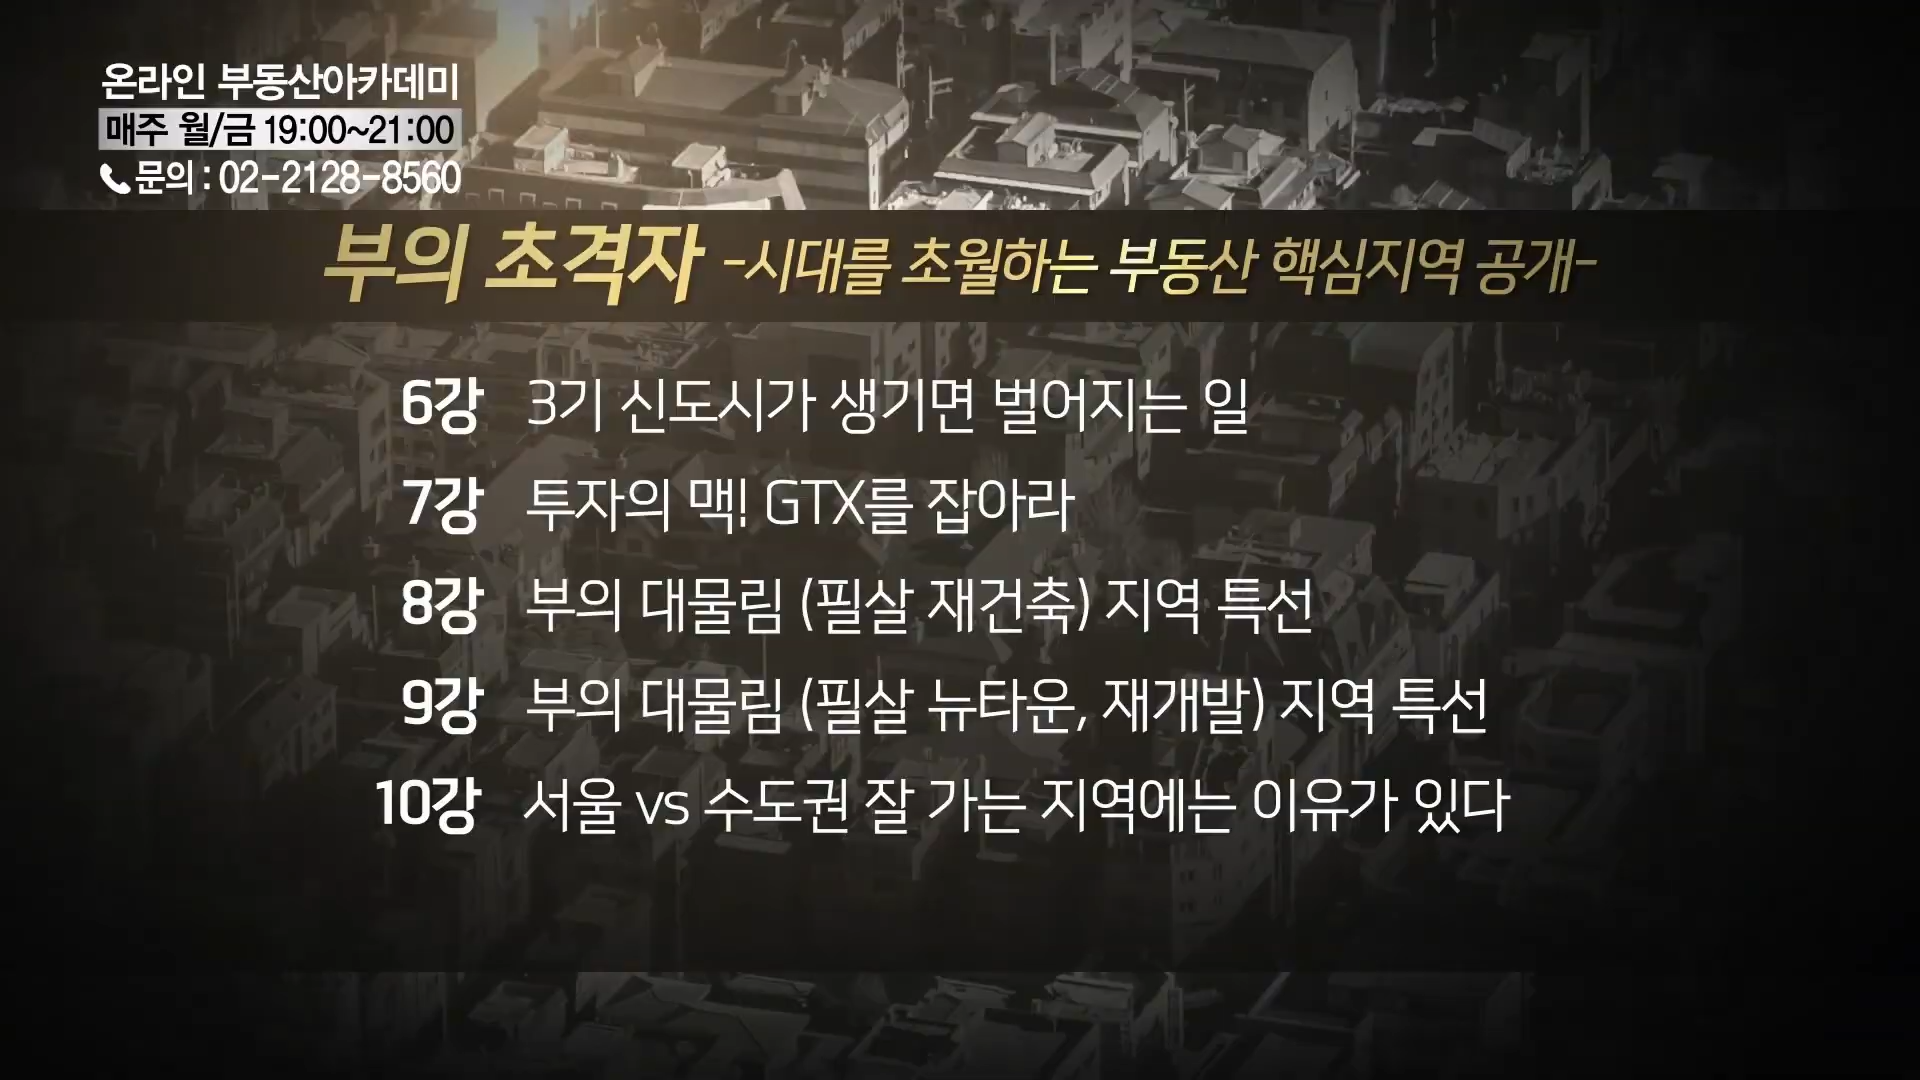 온라인 부동산아카데미
매주 월/금 19:00~21:00
문의 : 02-2128-8560
부의 초격자 -시대를 초월하는 부동산 핵심지역 공개-
6강 3기 신도시가 생기면 벌어지는 일
7강 투자의 맥! GTX를 잡아라
8강 부의 대물림 (필살 재건축) 지역 특선
9강 부의 대물림 (필살 뉴타운, 재개발) 지역 특선
10강 서울 vs 수도권 잘 가는 지역에는 이유가 있다